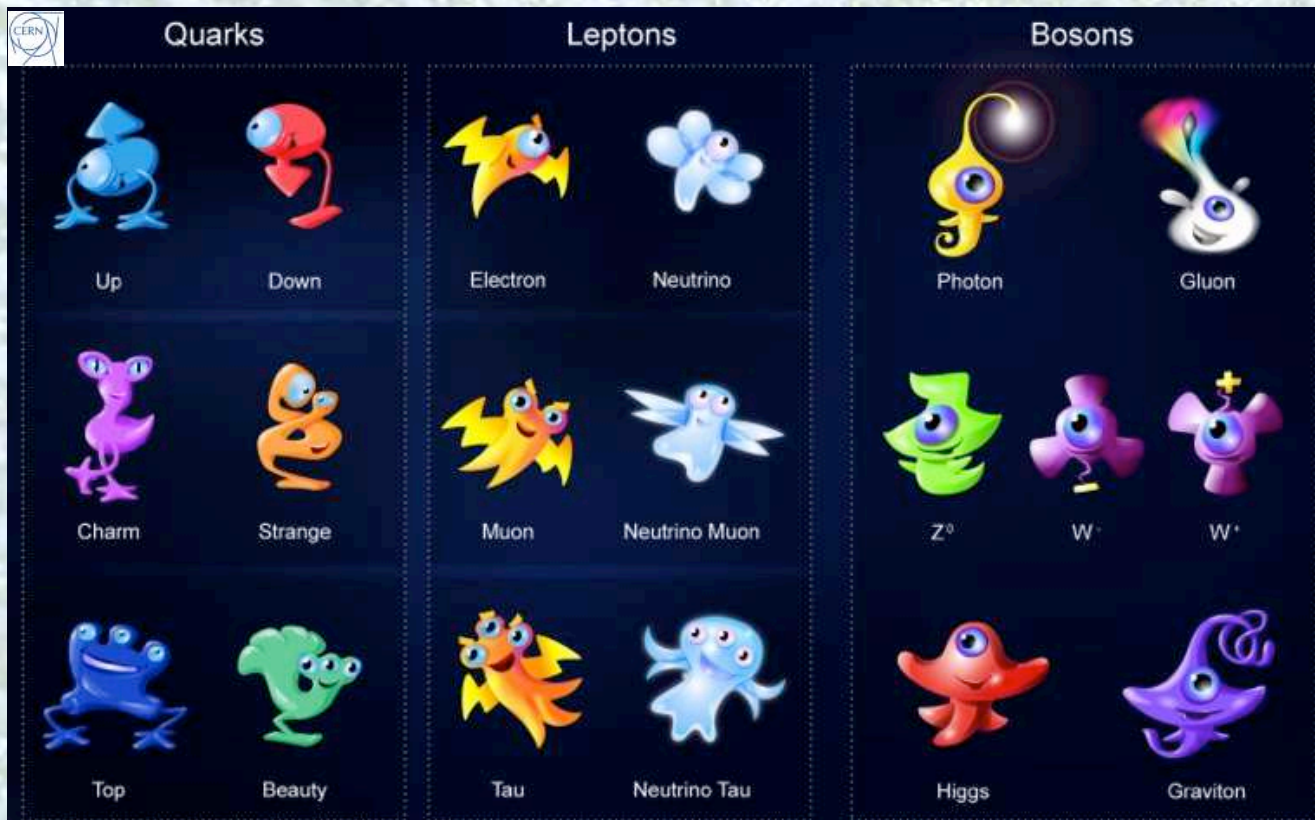 CERN
Quarks Leptons Bosons
Up Down Electron Neutrino Photon Gluon
Charm Strange Muon Neutrino Muon Z⁰ W⁻ W⁺
Top Beauty Tau Neutrino Tau Higgs Graviton